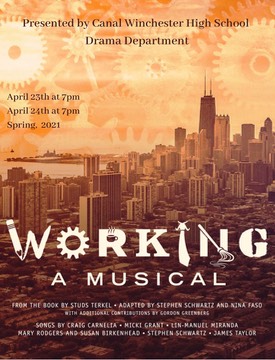 Presented by Canal Winchester High School
Drama Department
April 23th at 7pm
April 24th at 7pm
Spring, 2021
WORKING
A MUSICAL
FROM THE BOOK BY STUDS TERKEL • ADAPTED BY STEPHEN SCHWARTZ AND NINA FASO
WITH ADDITIONAL CONTRIBUTIONS BY GORDON GREENBERG
SONGS BY CRAIG CARNELIA • MICKI GRANT • LIN-MANUEL MIRANDA
MARY RODGERS AND SUSAN BIRKENHEAD • STEPHEN SCHWARTZ • JAMES TAYLOR